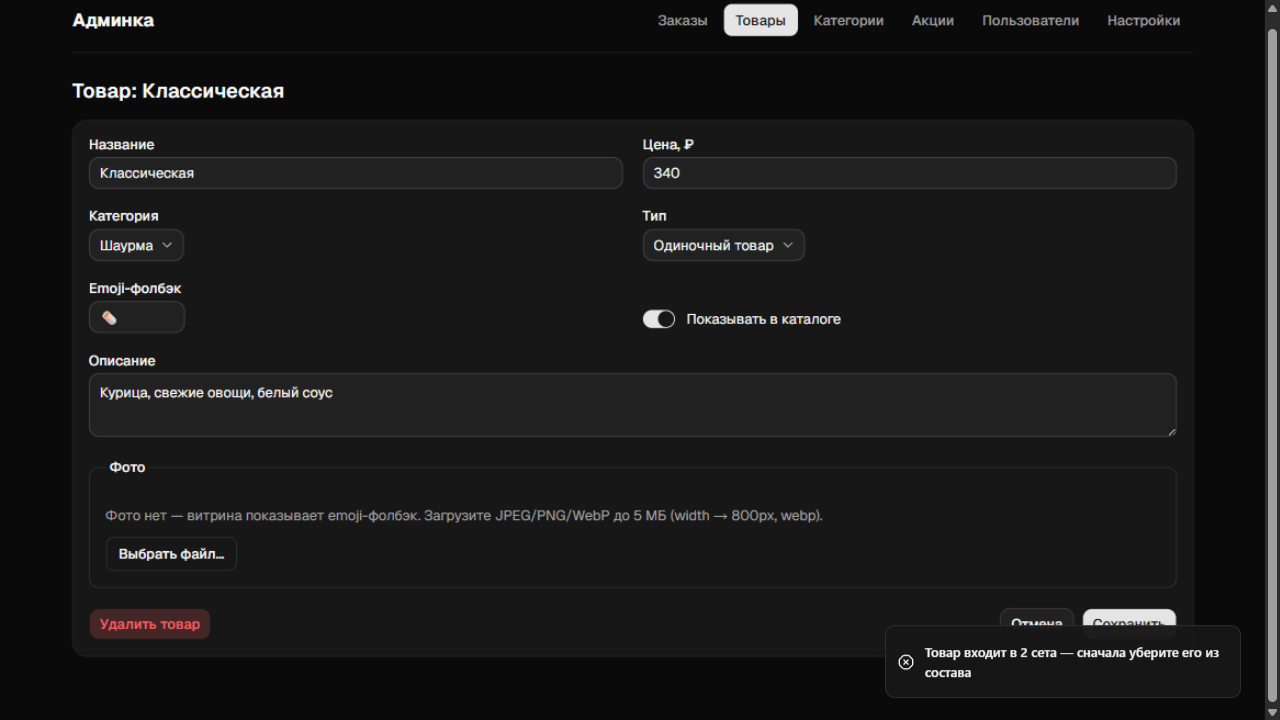 Админка
Заказы
Товары
Категории
Акции
Пользователи
Настройки
Товар: Классическая
Название
Цена, ₽
Классическая
340
Категория
Тип
Шаурма
Одиночный товар
Emoji-фолбэк
Показывать в каталоге
Описание
Курица, свежие овощи, белый соус
Фото
Фото нет — витрина показывает emoji-фолбэк. Загрузите JPEG/PNG/WebP до 5 МБ (width → 800px, webp).
Выбрать файл…
Удалить товар
Отмена
Сохранить
Товар входит в 2 сета — сначала уберите его из
состава